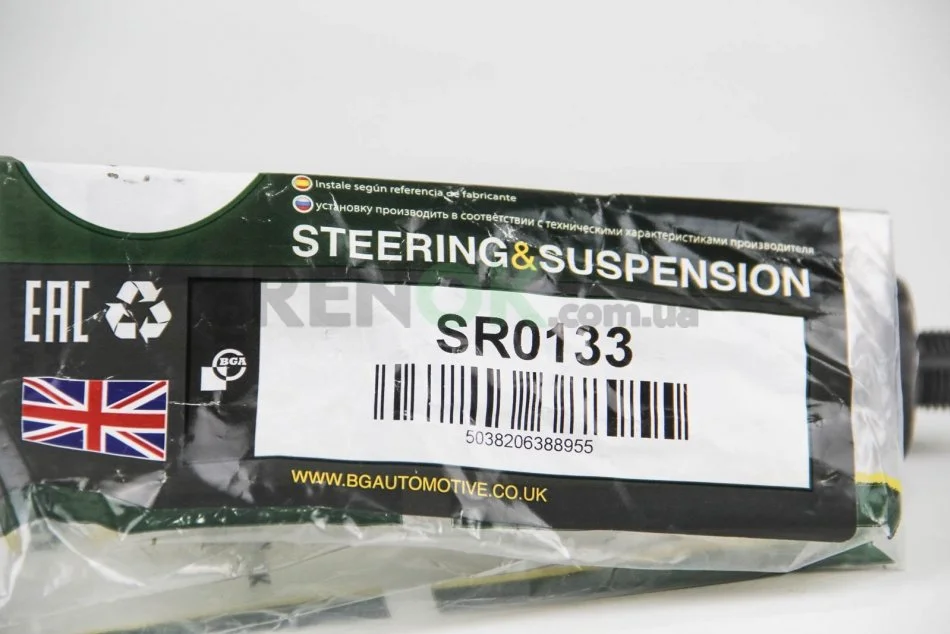 Instale según referencia de fabricante
установку производить в соответствии с техническими характеристиками производителя
STEERING&SUSPENSION
EAC
RENOK.com.ua
SR0133
BGA
5038206388955
WWW.BGAUTOMOTIVE.CO.UK